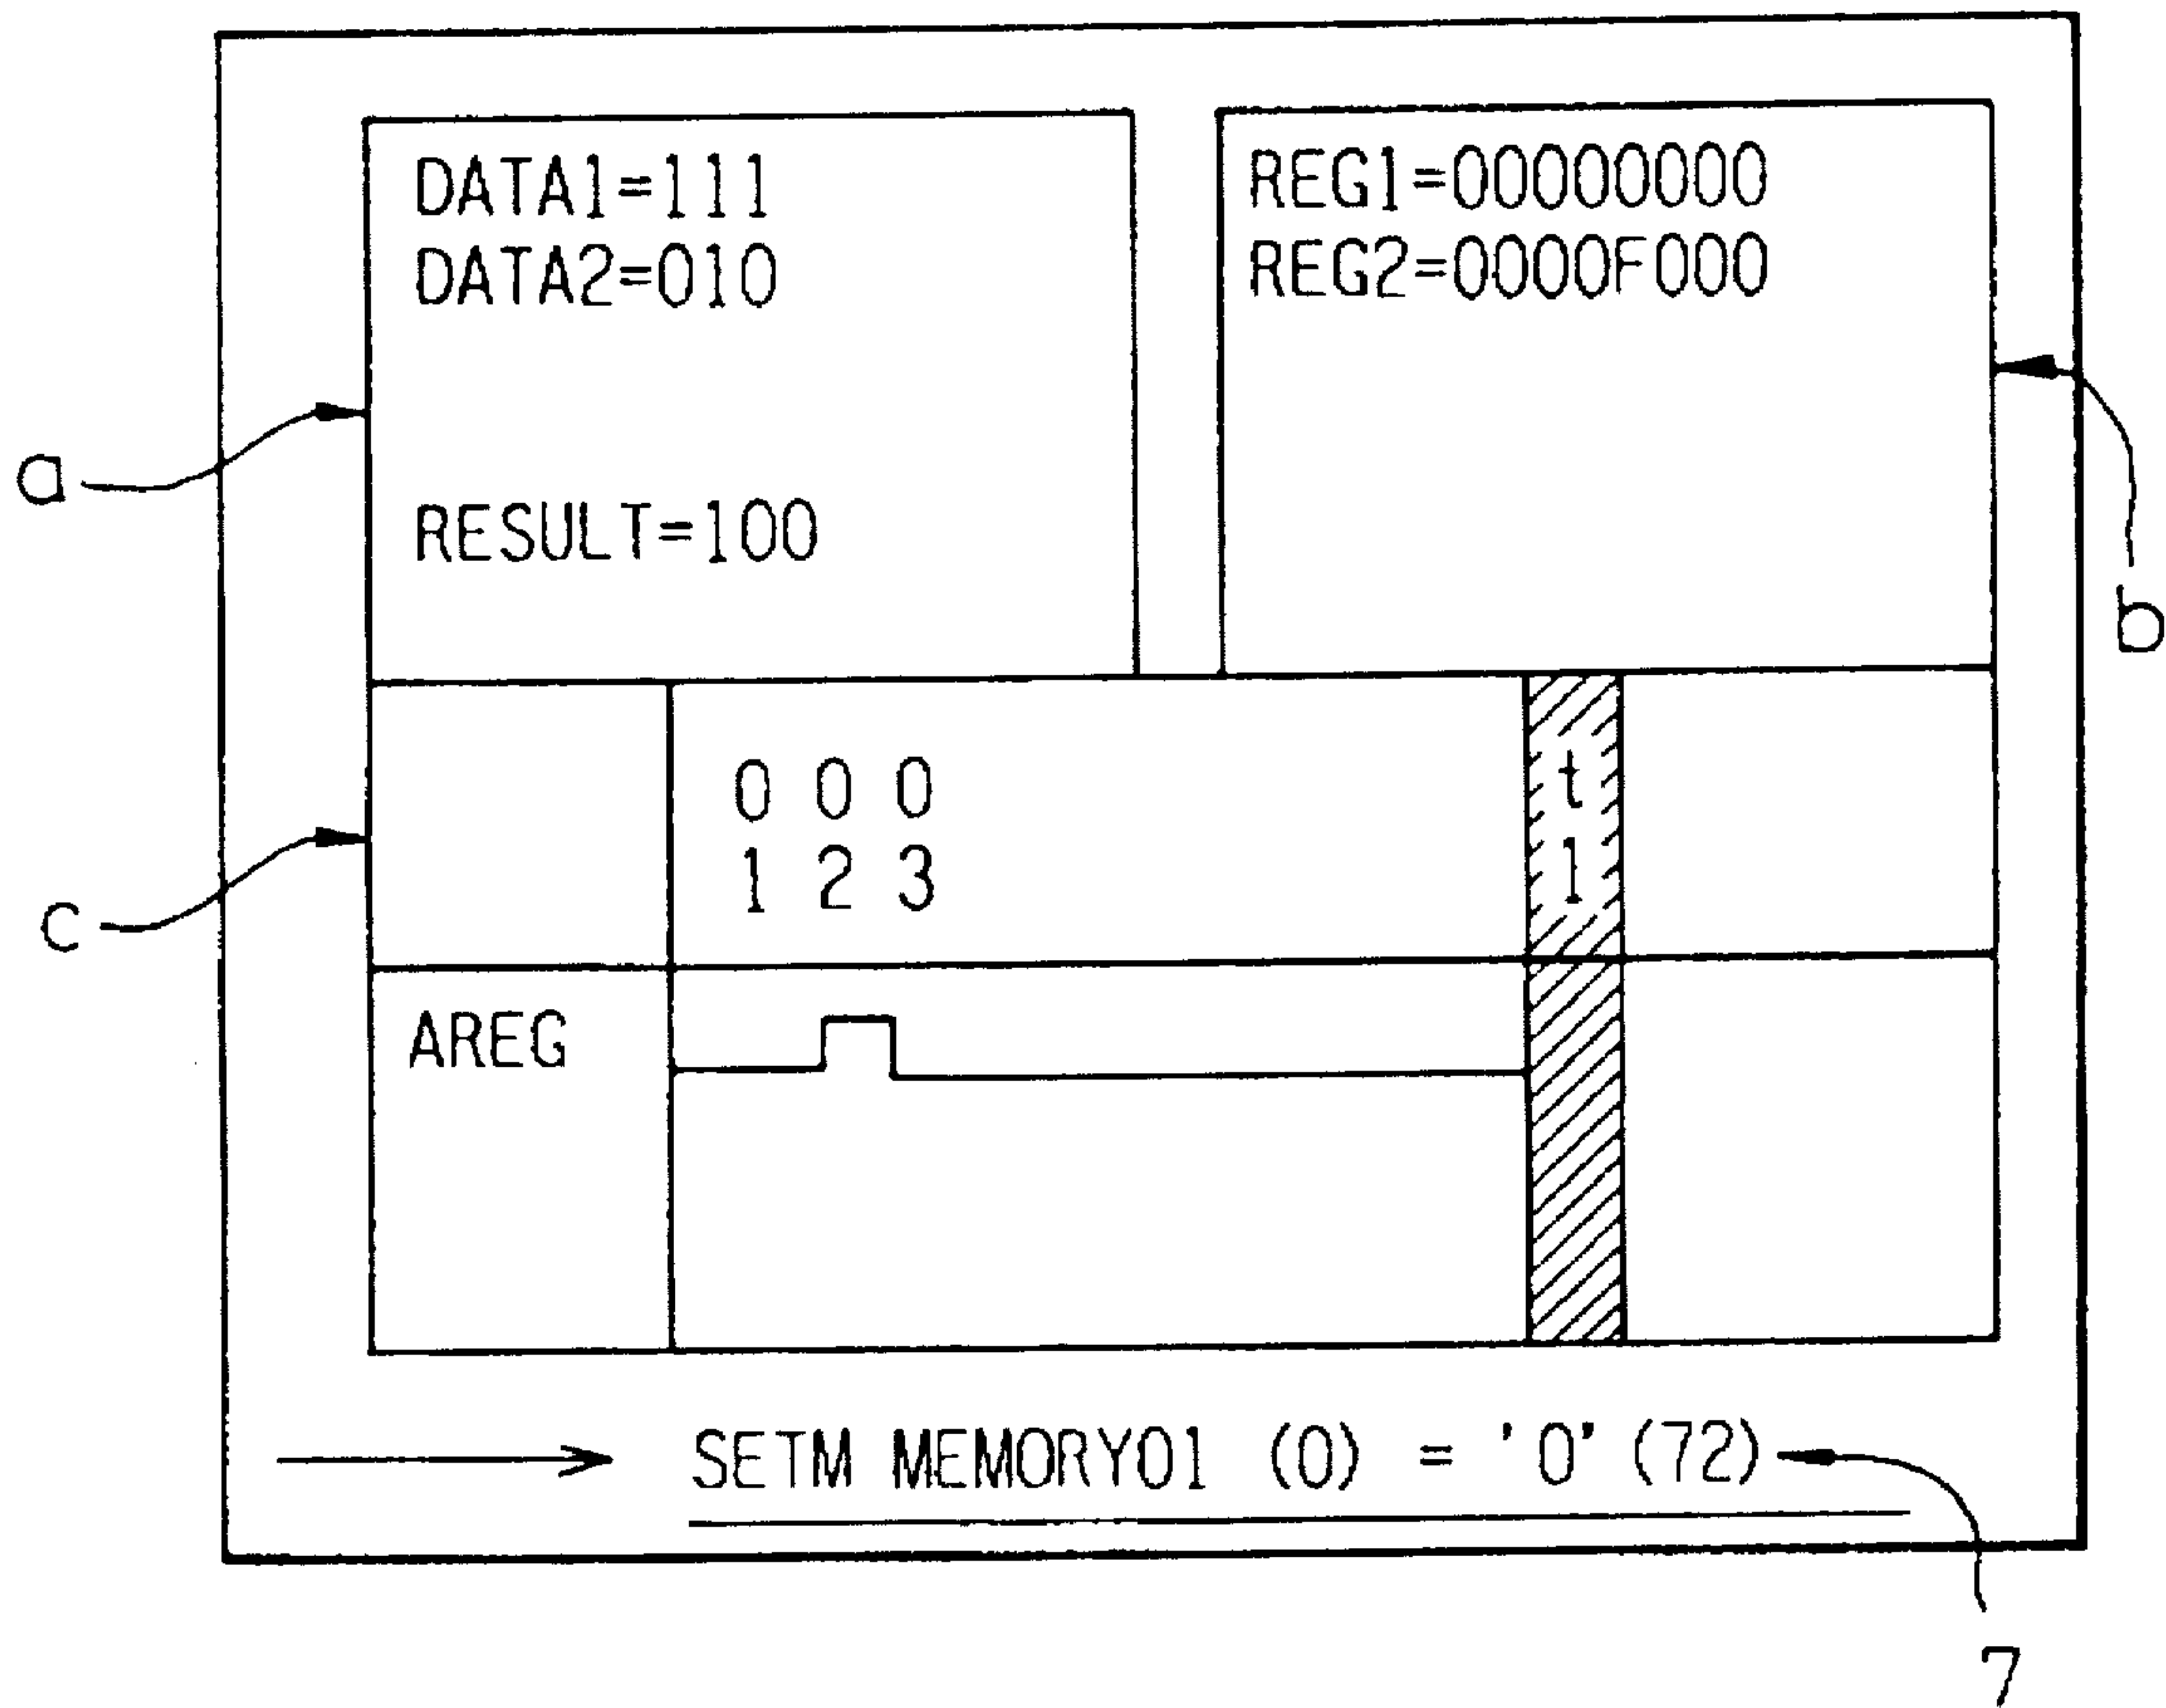 DATA1=111
DATA2=010
RESULT=100
REG1=00000000
REG2=0000F000
a
b
c
0 0 0 t
1 2 3 1
AREG
SETM MEMORY01 (0) = '0' (72)
7